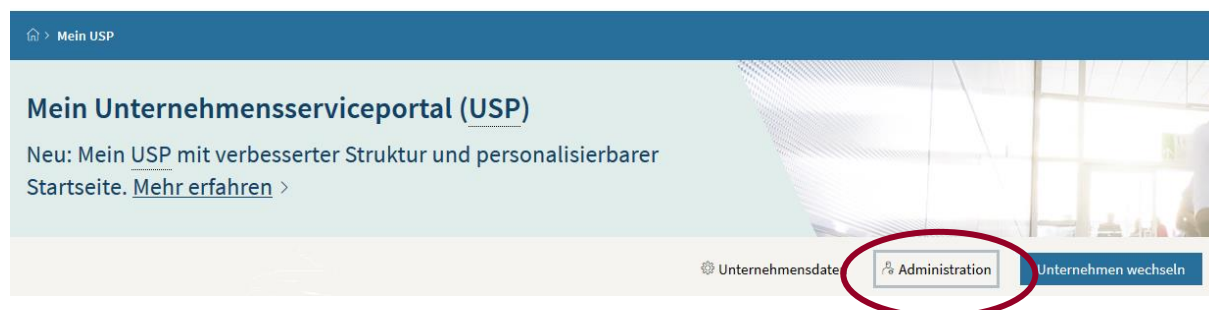 > Mein USP
Mein Unternehmensserviceportal (USP)
Neu: Mein USP mit verbesserter Struktur und personalisierbarer
Startseite. Mehr erfahren >
Unternehmensdate Administration Unternehmen wechseln